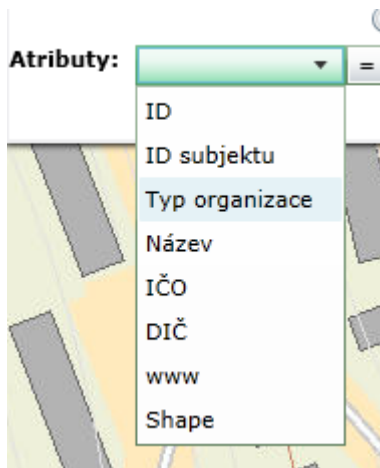 Atributy: =
ID
ID subjektu
Typ organizace
Název
IČO
DIČ
www
Shape